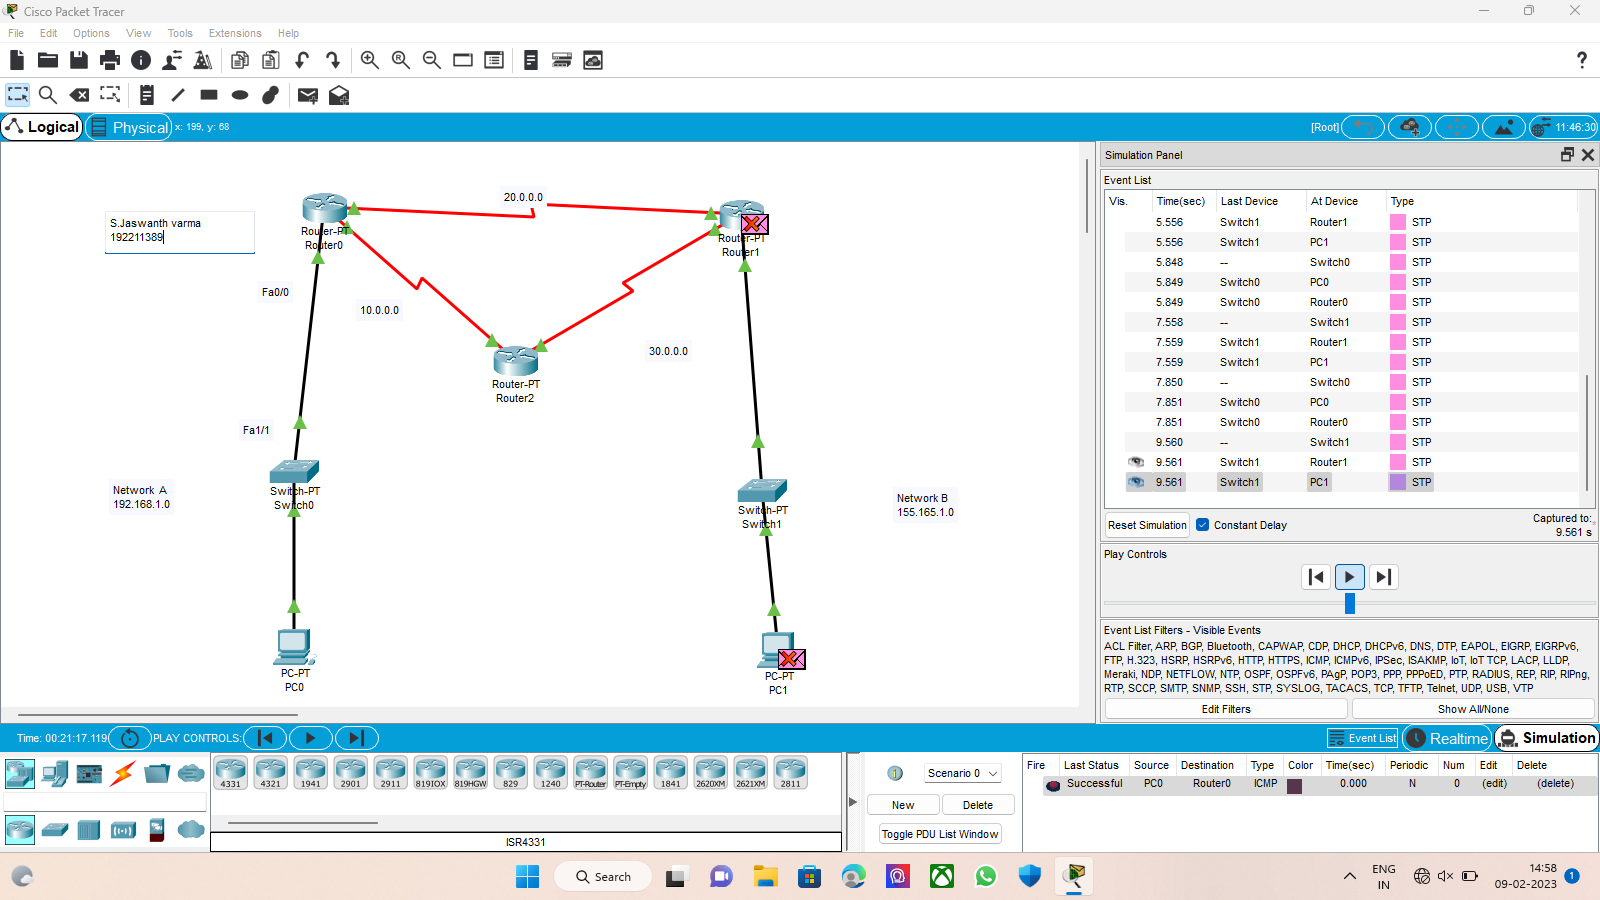 Cisco Packet Tracer
File Edit Options View Tools Extensions Help
Logical Physical x: 199, y: 68 [Root] 11:46:30
S.Jaswanth varma
192211389
Router-PT
Router0
20.0.0.0
Router-PT
Router1
Fa0/0
10.0.0.0
30.0.0.0
Router-PT
Router2
Fa1/1
Switch-PT
Switch0
Network A
192.168.1.0
Switch-PT
Switch1
Network B
155.165.1.0
PC-PT
PC0
PC-PT
PC1
Simulation Panel
Event List
Vis. Time(sec) Last Device At Device Type
5.556 Switch1 Router1 STP
5.556 Switch1 PC1 STP
5.848 -- Switch0 STP
5.849 Switch0 PC0 STP
5.849 Switch0 Router0 STP
7.558 -- Switch1 STP
7.559 Switch1 Router1 STP
7.559 Switch1 PC1 STP
7.850 -- Switch0 STP
7.851 Switch0 PC0 STP
7.851 Switch0 Router0 STP
9.560 -- Switch1 STP
9.561 Switch1 Router1 STP
9.561 Switch1 PC1 STP
Reset Simulation Constant Delay Captured to:
9.561 s
Play Controls
Event List Filters - Visible Events
ACL Filter, ARP, BGP, Bluetooth, CAPWAP, CDP, DHCP, DHCPv6, DNS, DTP, EAPOL, EIGRP, EIGRPv6,
FTP, H.323, HSRP, HSRPv6, HTTP, HTTPS, ICMP, ICMPv6, IPSec, ISAKMP, IoT, IoT TCP, LACP, LLDP,
Meraki, NDP, NETFLOW, NTP, OSPF, OSPFv6, PAgP, POP3, PPP, PPPoED, PTP, RADIUS, REP, RIP, RIPng,
RTP, SCCP, SMTP, SNMP, SSH, STP, SYSLOG, TACACS, TCP, TFTP, Telnet, UDP, USB, VTP
Edit Filters Show All/None
Time: 00:21:17.119 PLAY CONTROLS: Event List Realtime Simulation
4331 4321 1941 2901 2911 819IOX 819HGW 829 1240 PT-Router PT-Empty 1841 2620XM 2621XM 2811
ISR4331
Scenario 0
New Delete
Toggle PDU List Window
Fire Last Status Source Destination Type Color Time(sec) Periodic Num Edit Delete
Successful PC0 Router0 ICMP 0.000 N 0 (edit) (delete)
Search
ENG
IN
14:58
09-02-2023
1